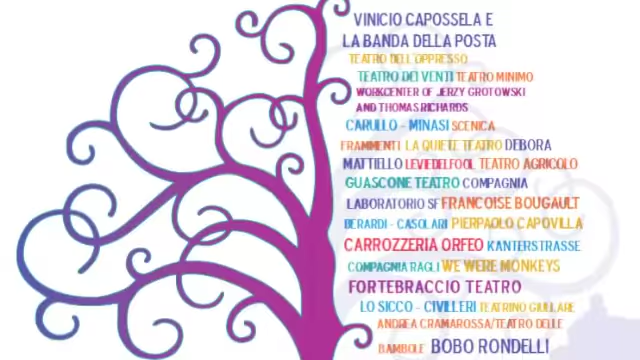 VINICIO CAPOSSELA E
LA BANDA DELLA POSTA
TEATRO DELL'OPPRESSO
TEATRO DEI VENTI TEATRO MINIMO
WORKCENTER OF JERZY GROTOWSKI
AND THOMAS RICHARDS
CARULLO - MINASI SCENICA
FRAMMENTI LA QUIETE TEATRO DEBORA
MATTIELLO LEVIEDELFOOL TEATRO AGRICOLO
GUASCONE TEATRO COMPAGNIA
LABORATORIO SF FRANCOISE BOUGAULT
BERARDI - CASOLARI PIERPAOLO CAPOVILLA
CARROZZERIA ORFEO KANTERSTRASSE
COMPAGNIA RAGLI WE WERE MONKEYS
FORTEBRACCIO TEATRO
LO SICCO - CIVILLERI TEATRINO GIULLARE
ANDREA CRAMAROSSA/TEATRO DELLE
BAMBOLE BOBO RONDELLI